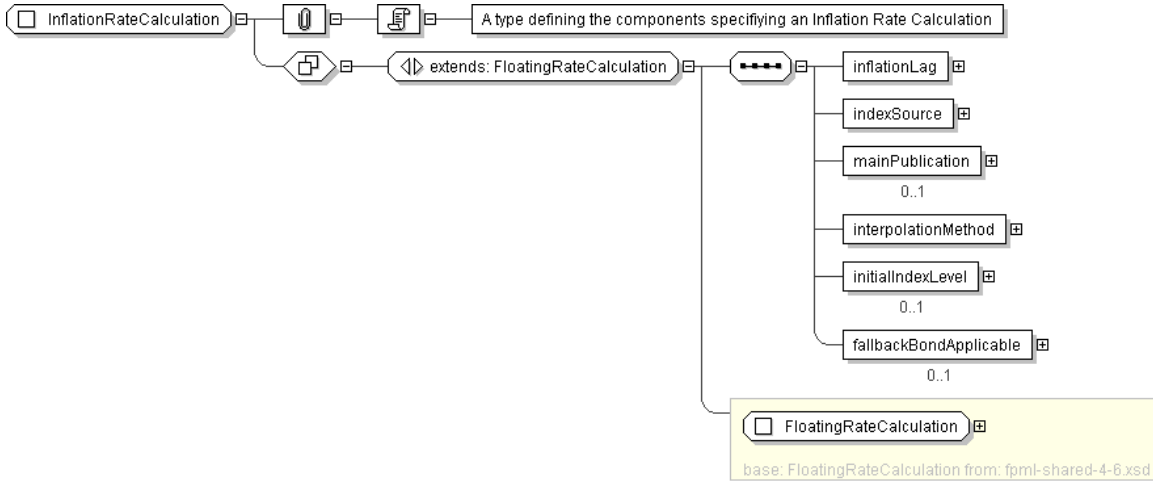 InflationRateCalculation
A type defining the components specifiying an Inflation Rate Calculation
extends: FloatingRateCalculation
inflationLag
indexSource
mainPublication
0..1
interpolationMethod
initialIndexLevel
0..1
fallbackBondApplicable
0..1
FloatingRateCalculation
base: FloatingRateCalculation from: fpml-shared-4-6.xsd